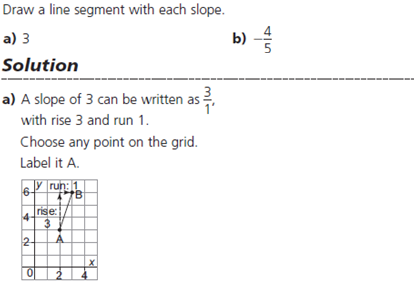 Draw a line segment with each slope.
a) 3
b) -4/5
Solution
a) A slope of 3 can be written as 3/1,
with rise 3 and run 1.
Choose any point on the grid.
Label it A.
y run: 1
6 B
4 rise:
3
2 A
x
0 2 4